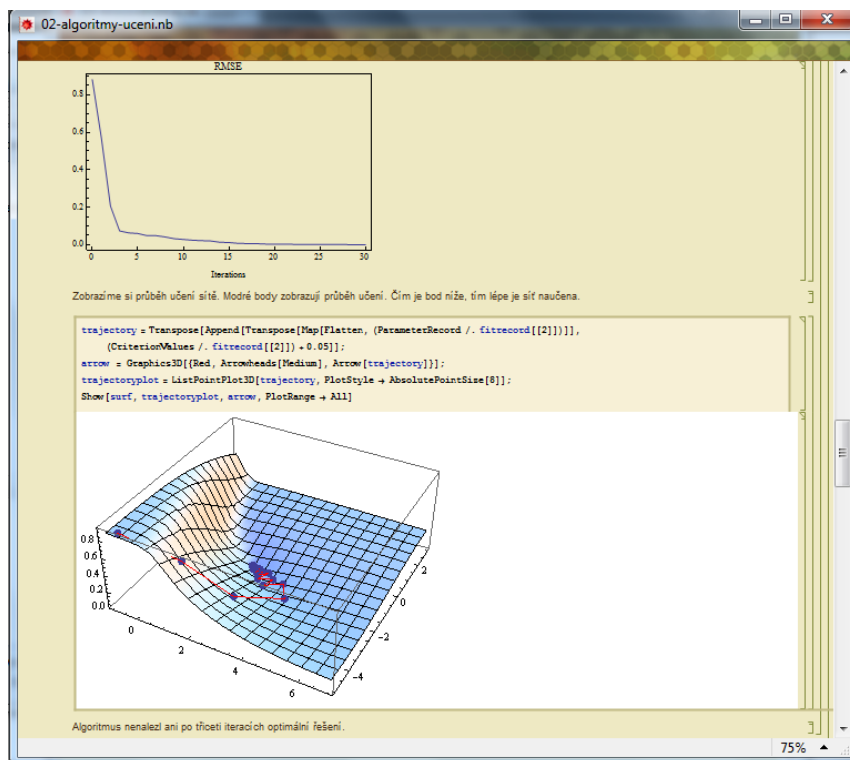 02-algoritmy-uceni.nb
RMSE
0.8
0.6
0.4
0.2
0.0
0 5 10 15 20 25 30
Iterations
Zobrazíme si průběh učení sítě. Modré body zobrazují průběh učení. Čím je bod níže, tím lépe je síť naučena.
trajectory = Transpose[Append[Transpose[Map[Flatten, (ParameterRecord /. fitrecord[[2]])]],
(CriterionValues /. fitrecord[[2]]) + 0.05]];
arrow = Graphics3D[{Red, Arrowheads[Medium], Arrow[trajectory]}];
trajectoryplot = ListPointPlot3D[trajectory, PlotStyle → AbsolutePointSize[8]];
Show[surf, trajectoryplot, arrow, PlotRange → All]
0.8
0.6
0.4
0.2
0.0
0
2
4
6
-4
-2
0
2
Algoritmus nenalezl ani po třiceti iteracích optimální řešení.
75%